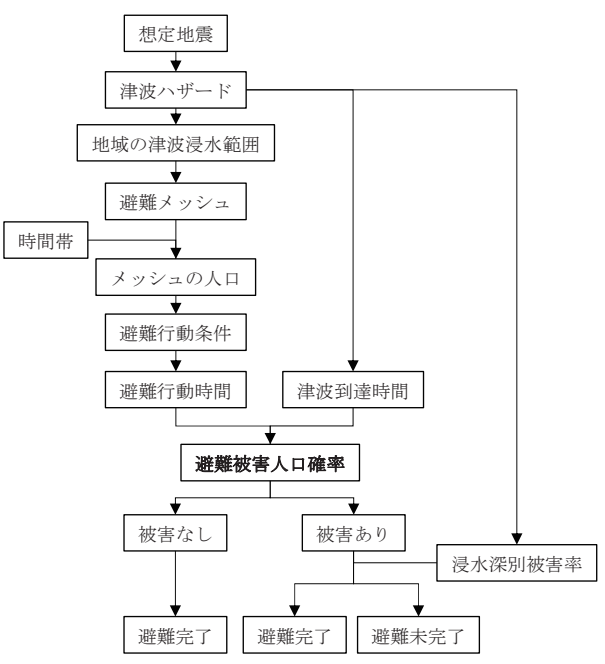 想定地震
津波ハザード
地域の津波浸水範囲
避難メッシュ
時間帯
メッシュの人口
避難行動条件
避難行動時間
津波到達時間
避難被害人口確率
被害なし
被害あり
浸水深別被害率
避難完了
避難完了
避難未完了